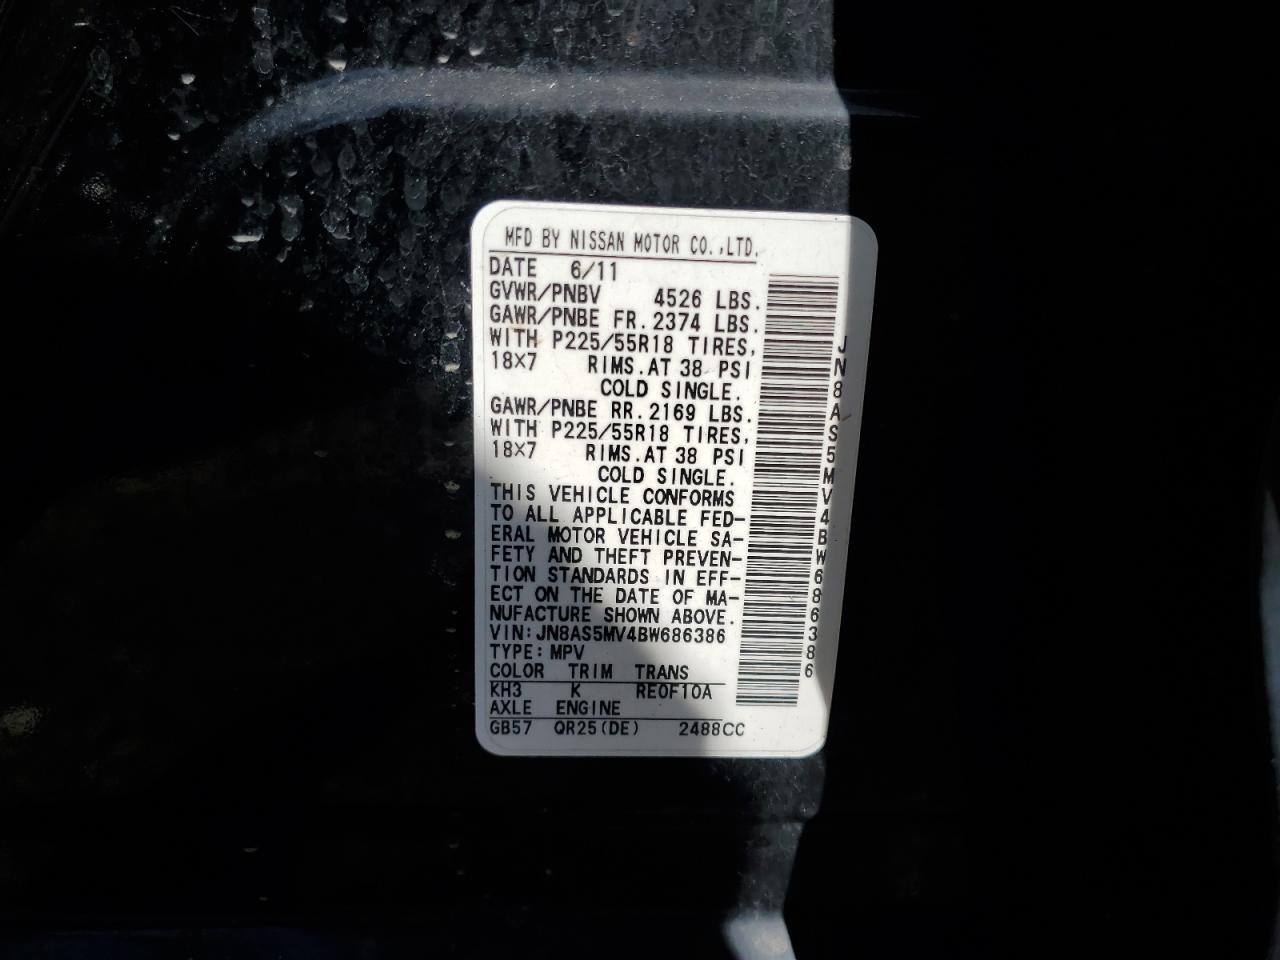 MFD BY NISSAN MOTOR CO.,LTD.
DATE 6/11
GVWR/PNBV 4526 LBS.
GAWR/PNBE FR. 2374 LBS.
WITH P225/55R18 TIRES,
18X7 RIMS.AT 38 PSI
COLD SINGLE.
GAWR/PNBE RR. 2169 LBS.
WITH P225/55R18 TIRES,
18X7 RIMS.AT 38 PSI
COLD SINGLE.
THIS VEHICLE CONFORMS
TO ALL APPLICABLE FED-
ERAL MOTOR VEHICLE SA-
FETY AND THEFT PREVEN-
TION STANDARDS IN EFF-
ECT ON THE DATE OF MA-
NUFACTURE SHOWN ABOVE.
VIN:JN8AS5MV4BW686386
TYPE:MPV
COLOR TRIM TRANS
KH3 K RE0F10A
AXLE ENGINE
GB57 QR25(DE) 2488CC
JN8AS5MV4BW686386